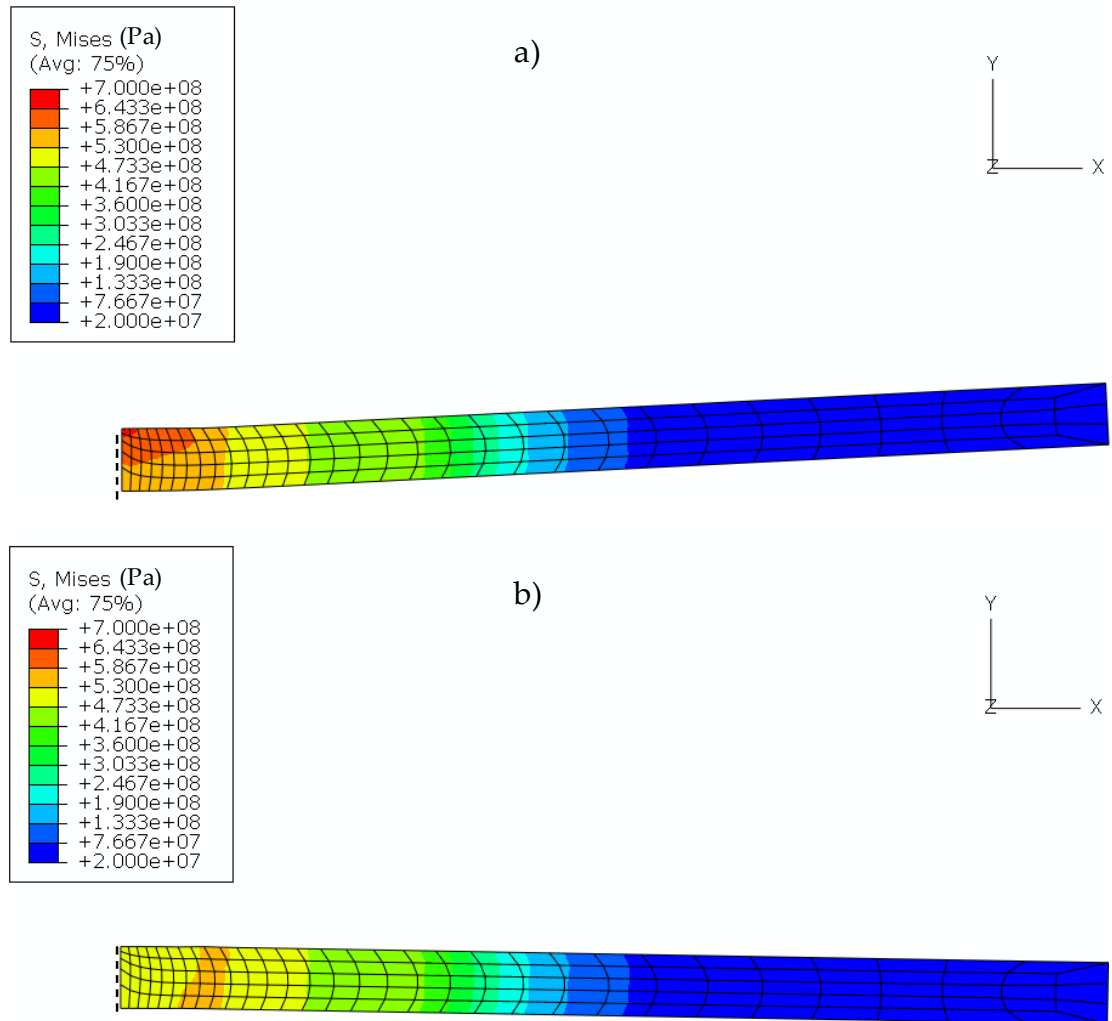 S, Mises (Pa)
(Avg: 75%)
+7.000e+08
+6.433e+08
+5.867e+08
+5.300e+08
+4.733e+08
+4.167e+08
+3.600e+08
+3.033e+08
+2.467e+08
+1.900e+08
+1.333e+08
+7.667e+07
+2.000e+07
a)
Y
Z
X
S, Mises (Pa)
(Avg: 75%)
+7.000e+08
+6.433e+08
+5.867e+08
+5.300e+08
+4.733e+08
+4.167e+08
+3.600e+08
+3.033e+08
+2.467e+08
+1.900e+08
+1.333e+08
+7.667e+07
+2.000e+07
b)
Y
Z
X